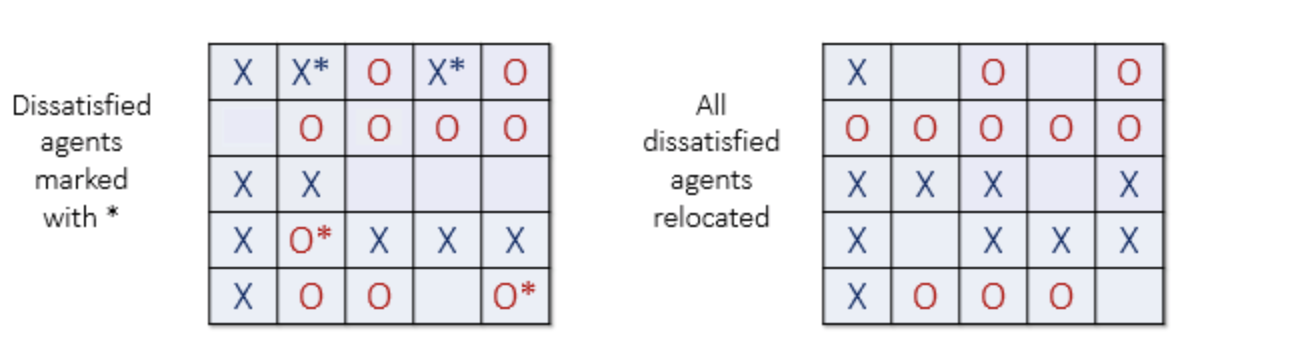 Dissatisfied
agents
marked
with *
X X* O X* O
O O O O
X X
X O* X X X
X O O O*
All
dissatisfied
agents
relocated
X O O
O O O O O
X X X X
X X X X
X O O O